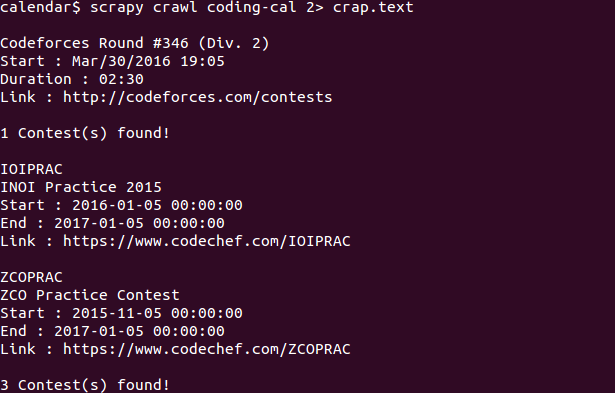 calendar$ scrapy crawl coding-cal 2> crap.text
Codeforces Round #346 (Div. 2)
Start : Mar/30/2016 19:05
Duration : 02:30
Link : http://codeforces.com/contests
1 Contest(s) found!
IOIPRAC
INOI Practice 2015
Start : 2016-01-05 00:00:00
End : 2017-01-05 00:00:00
Link : https://www.codechef.com/IOIPRAC
ZCOPRAC
ZCO Practice Contest
Start : 2015-11-05 00:00:00
End : 2017-01-05 00:00:00
Link : https://www.codechef.com/ZCOPRAC
3 Contest(s) found!